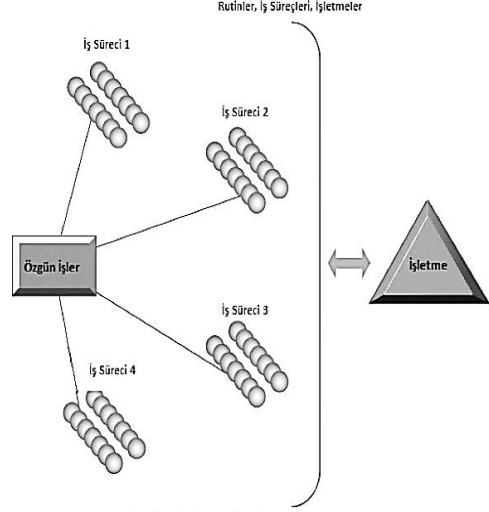 Rutinler, İş Süreçleri, İşletmeler
İş Süreci 1
İş Süreci 2
Özgün İşler
İşletme
İş Süreci 3
İş Süreci 4